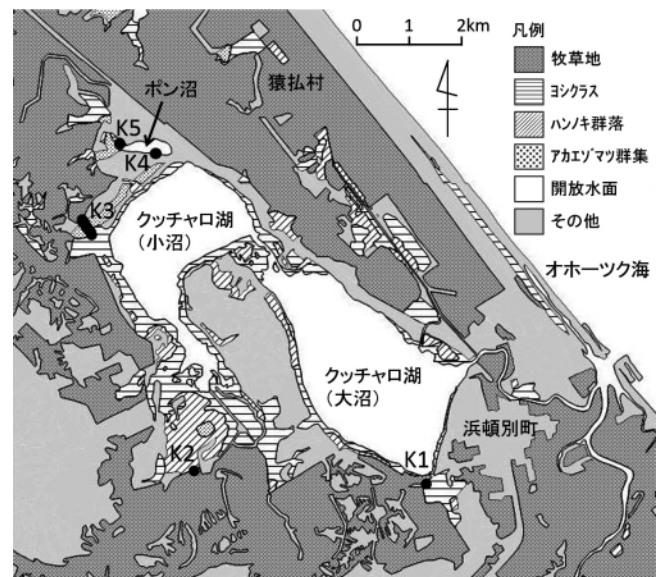 0 1 2km
凡例
牧草地
ヨシクラス
ハンノキ群落
アカエゾマツ群集
開放水面
その他
猿払村
ポン沼
K5
K4
K3
クッチャロ湖
(小沼)
オホーツク海
クッチャロ湖
(大沼)
浜頓別町
K2
K1